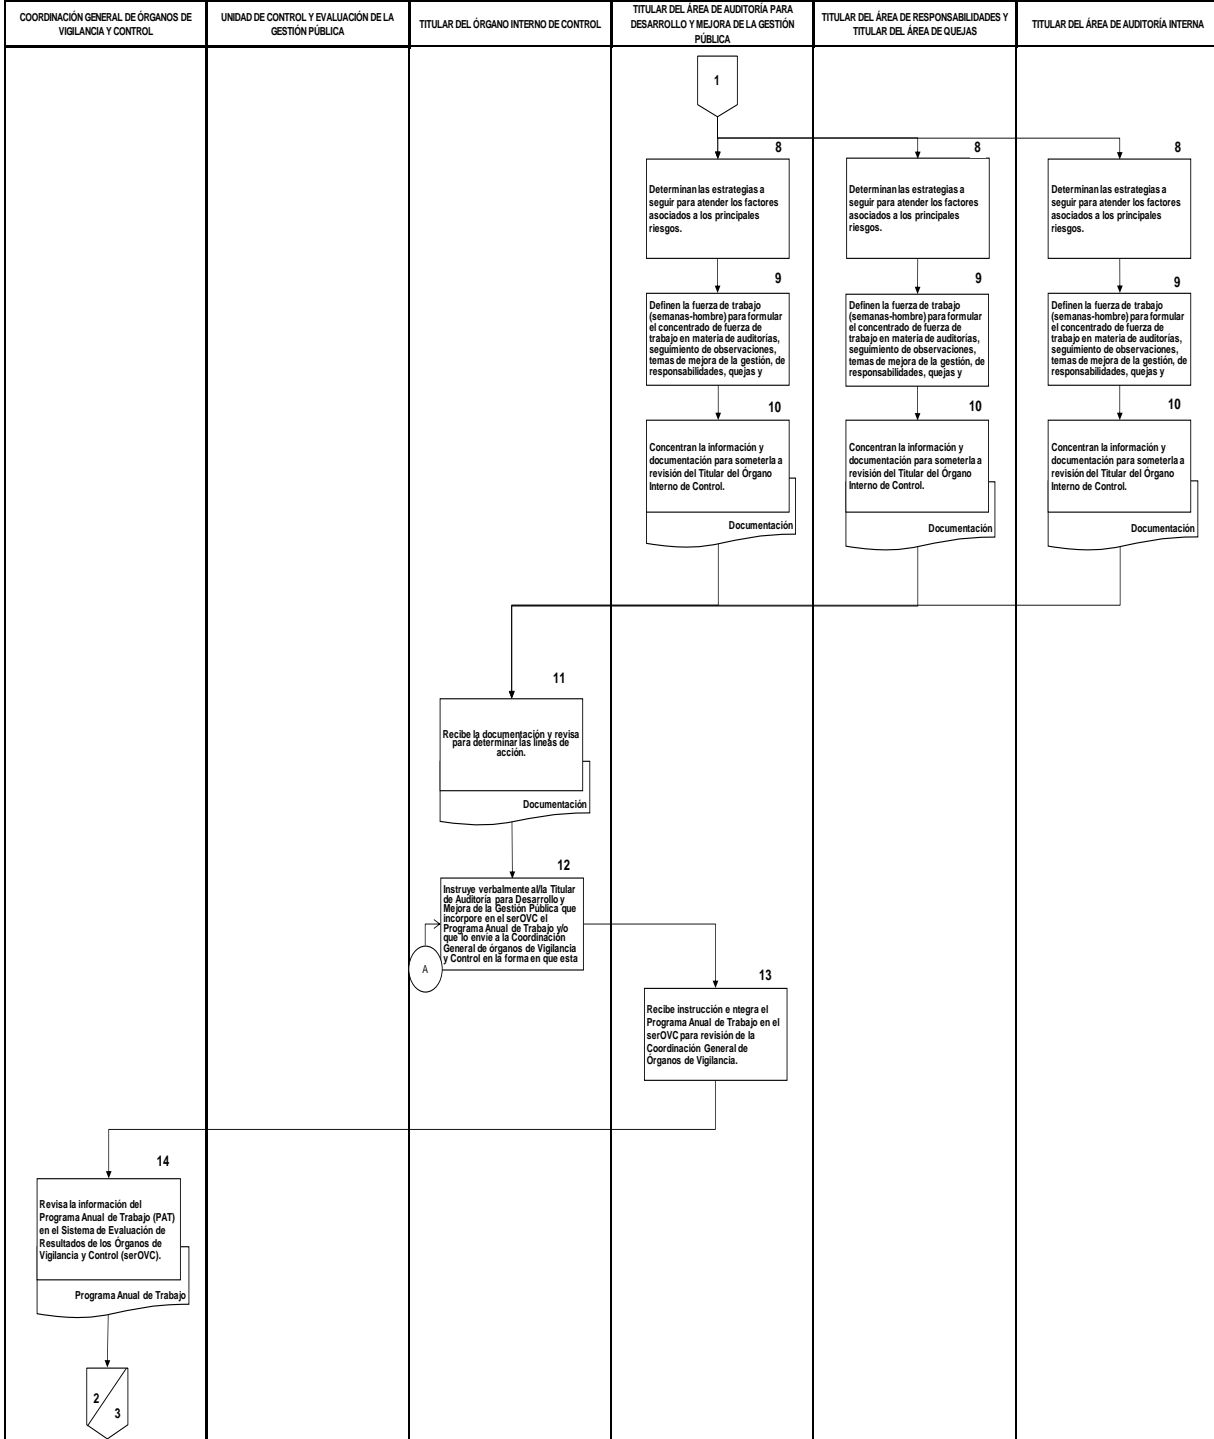 COORDINACIÓN GENERAL DE ÓRGANOS DE
VIGILANCIA Y CONTROL
UNIDAD DE CONTROL Y EVALUACIÓN DE LA
GESTIÓN PÚBLICA
TITULAR DEL ÓRGANO INTERNO DE CONTROL
TITULAR DEL ÁREA DE AUDITORÍA PARA
DESARROLLO Y MEJORA DE LA GESTIÓN
PÚBLICA
TITULAR DEL ÁREA DE RESPONSABILIDADES Y
TITULAR DEL ÁREA DE QUEJAS
TITULAR DEL ÁREA DE AUDITORÍA INTERNA
1
8
Determinan las estrategias a
seguir para atender los factores
asociados a los principales
riesgos.
8
Determinan las estrategias a
seguir para atender los factores
asociados a los principales
riesgos.
8
Determinan las estrategias a
seguir para atender los factores
asociados a los principales
riesgos.
9
Definen la fuerza de trabajo
(semanas-hombre) para formular
el concentrado de fuerza de
trabajo en materia de auditorías,
seguimiento de observaciones,
temas de mejora de la gestión, de
responsabilidades, quejas y
9
Definen la fuerza de trabajo
(semanas-hombre) para formular
el concentrado de fuerza de
trabajo en materia de auditorías,
seguimiento de observaciones,
temas de mejora de la gestión, de
responsabilidades, quejas y
9
Definen la fuerza de trabajo
(semanas-hombre) para formular
el concentrado de fuerza de
trabajo en materia de auditorías,
seguimiento de observaciones,
temas de mejora de la gestión, de
responsabilidades, quejas y
10
Concentran la información y
documentación para someterla a
revisión del Titular del Órgano
Interno de Control.
Documentación
10
Concentran la información y
documentación para someterla a
revisión del Titular del Órgano
Interno de Control.
Documentación
10
Concentran la información y
documentación para someterla a
revisión del Titular del Órgano
Interno de Control.
Documentación
11
Recibe la documentación y revisa
para determinar las líneas de
acción.
Documentación
12
Instruye verbalmente al/la Titular
de Auditoría para Desarrollo y
Mejora de la Gestión Pública que
incorpore en el serOVC el
Programa Anual de Trabajo y/o
que lo envíe a la Coordinación
General de órganos de Vigilancia
y Control en la forma en que esta
A
13
Recibe instrucción e ntegra el
Programa Anual de Trabajo en el
serOVC para revisión de la
Coordinación General de
Órganos de Vigilancia.
14
Revisa la información del
Programa Anual de Trabajo (PAT)
en el Sistema de Evaluación de
Resultados de los Órganos de
Vigilancia y Control (serOVC).
Programa Anual de Trabajo
2
3